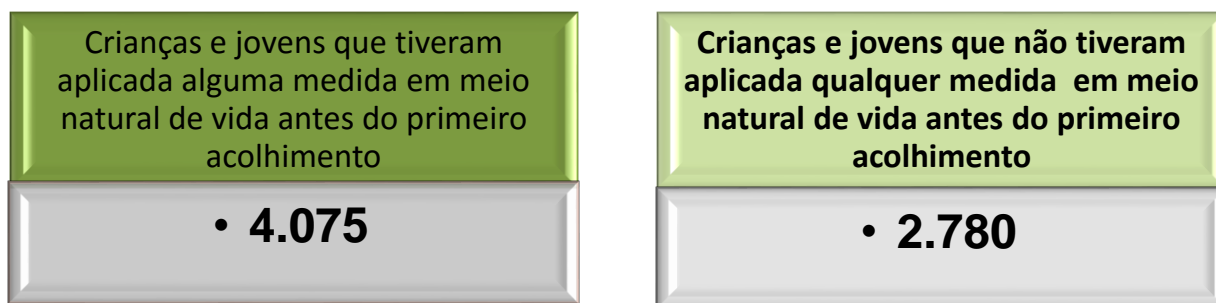 Crianças e jovens que tiveram
aplicada alguma medida em meio
natural de vida antes do primeiro
acolhimento
• 4.075
Crianças e jovens que não tiveram
aplicada qualquer medida em meio
natural de vida antes do primeiro
acolhimento
• 2.780